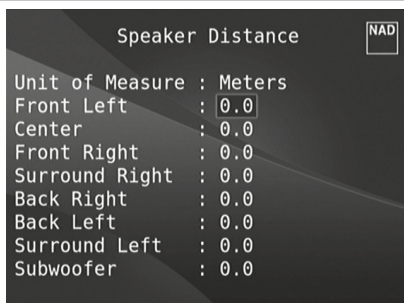 Speaker Distance
NAD
Unit of Measure : Meters
Front Left : 0.0
Center : 0.0
Front Right : 0.0
Surround Right : 0.0
Back Right : 0.0
Back Left : 0.0
Surround Left : 0.0
Subwoofer : 0.0